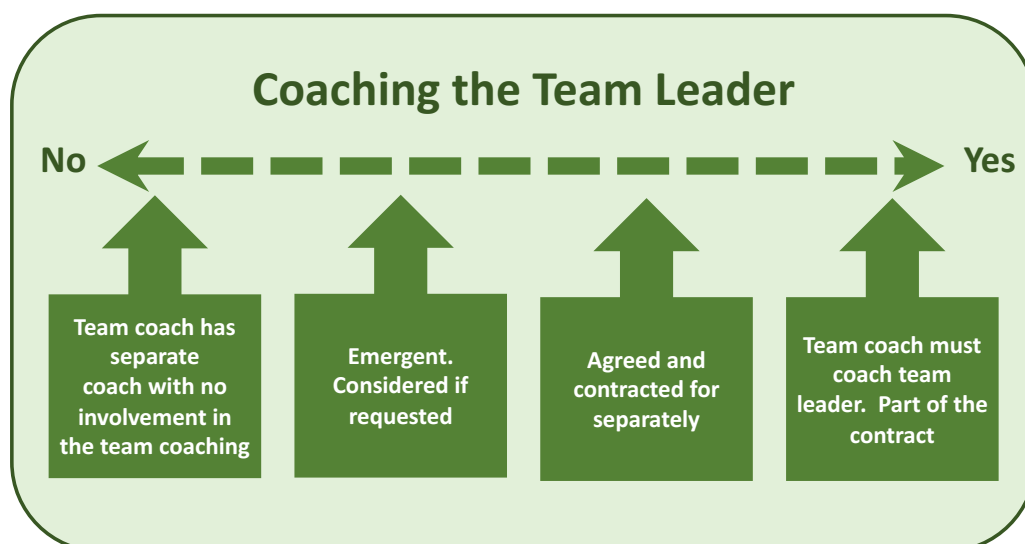 Coaching the Team Leader
No
Yes
Team coach has
separate
coach with no
involvement in
the team coaching
Emergent.
Considered if
requested
Agreed and
contracted for
separately
Team coach must
coach team
leader.  Part of the
contract